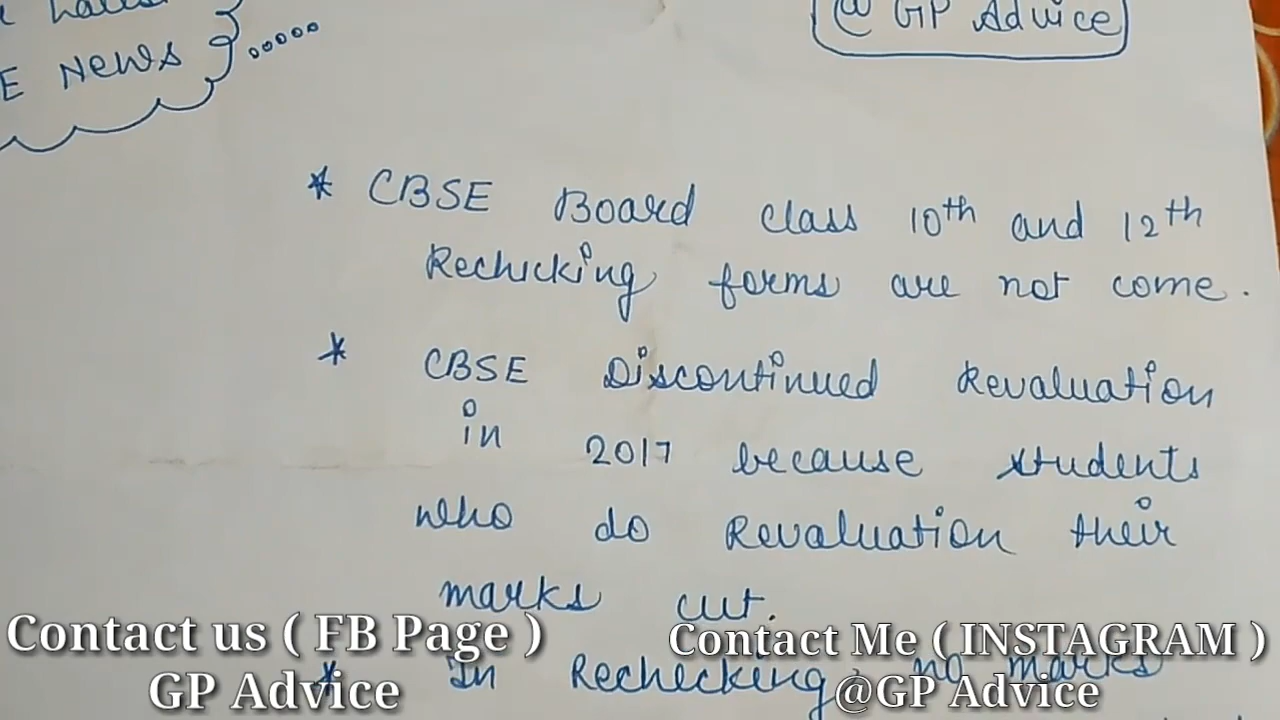 @ GP Advice
E News
* CBSE Board class 10th and 12th
Rechicking forms are not come.
* CBSE Discontinued Revaluation
in 2017 because students
who do Revaluation their
marks cut.
* In Rechecking, no marks
Contact us ( FB Page )
GP Advice
Contact Me ( INSTAGRAM )
@GP Advice